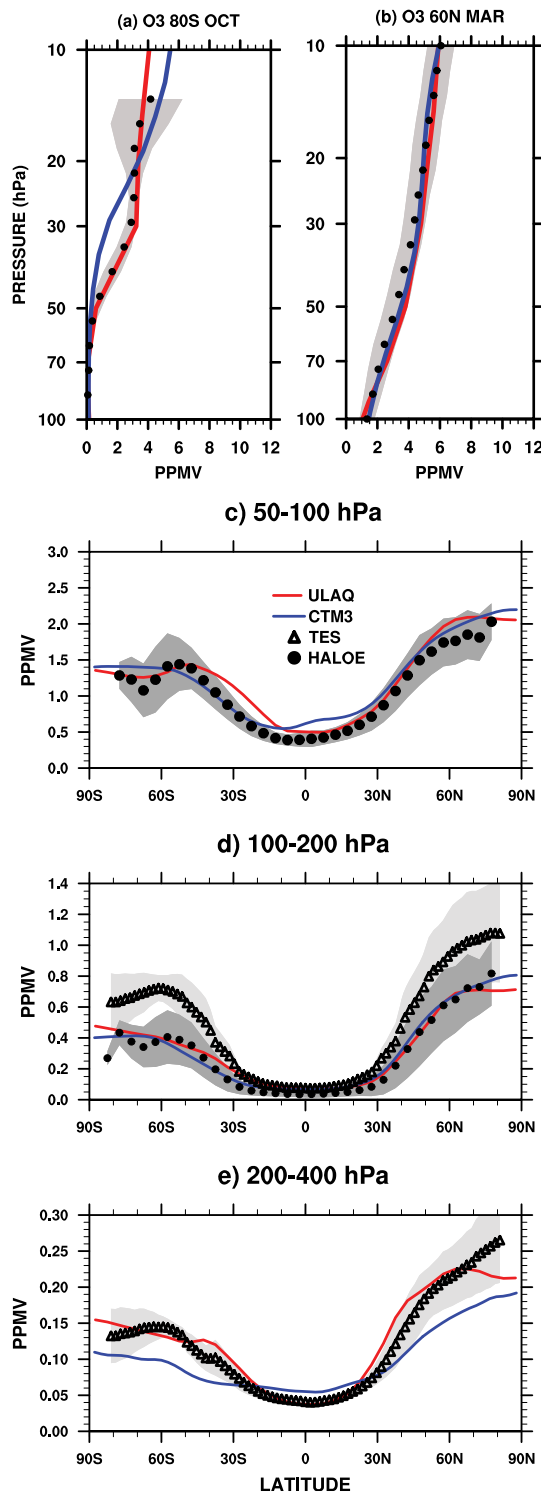 (a) O3 80S OCT
(b) O3 60N MAR
PRESSURE (hPa)
10
20
30
50
70
100
0 2 4 6 8 10 12
PPMV
10
20
30
50
70
100
0 2 4 6 8 10 12
PPMV
c) 50-100 hPa
PPMV
3.0
2.5
2.0
1.5
1.0
0.5
0.0
ULAQ
CTM3
TES
HALOE
90S 60S 30S 0 30N 60N 90N
d) 100-200 hPa
PPMV
1.4
1.2
1.0
0.8
0.6
0.4
0.2
0.0
90S 60S 30S 0 30N 60N 90N
e) 200-400 hPa
PPMV
0.30
0.25
0.20
0.15
0.10
0.05
0.00
90S 60S 30S 0 30N 60N 90N
LATITUDE